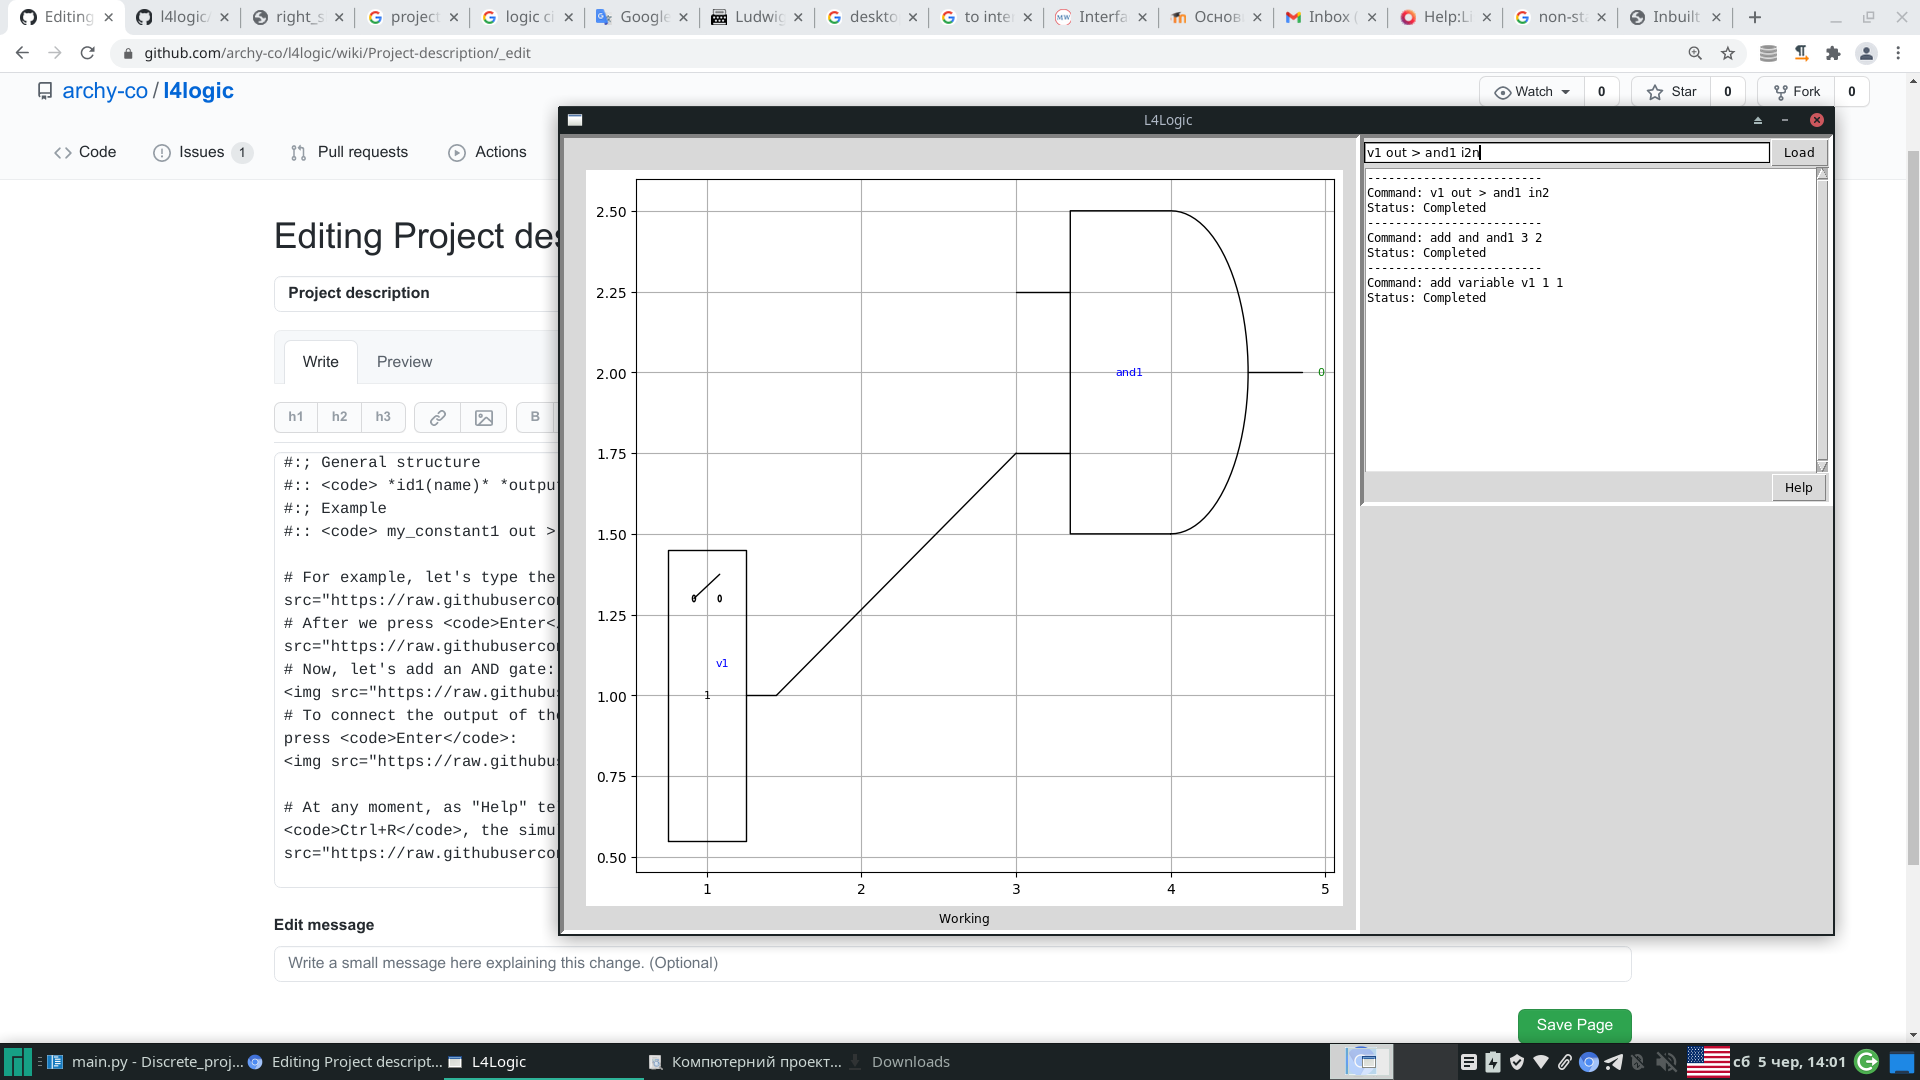 Editing
l4logic/
right_s
project
logic ci
Google
Ludwig
deskto
to inter
Interfa
Основ
Inbox (
Help:Li
non-sta
Inbuilt
github.com/archy-co/l4logic/wiki/Project-description/_edit
archy-co / l4logic
Watch 0
Star 0
Fork 0
Code
Issues 1
Pull requests
Actions
Editing Project des
Project description
Write
Preview
h1 h2 h3 B
#:; General structure
#:: <code> *id1(name)* *outpu
#:; Example
#:: <code> my_constant1 out >
# For example, let's type the
src="https://raw.githubuserco
# After we press <code>Enter<
src="https://raw.githubuserco
# Now, let's add an AND gate:
<img src="https://raw.githubu
# To connect the output of th
press <code>Enter</code>:
<img src="https://raw.githubu
# At any moment, as "Help" te
<code>Ctrl+R</code>, the simu
src="https://raw.githubuserco
Edit message
Write a small message here explaining this change. (Optional)
Save Page
L4Logic
2.50
2.25
2.00
1.75
1.50
1.25
1.00
0.75
0.50
1 2 3 4 5
and1
0
0 0
v1
1
Working
v1 out > and1 i2n
Load
------------------------
Command: v1 out > and1 in2
Status: Completed
------------------------
Command: add and and1 3 2
Status: Completed
------------------------
Command: add variable v1 1 1
Status: Completed
Help
main.py - Discrete_proj...
Editing Project descript...
L4Logic
Компютерний проект...
Downloads
сб 5 чер, 14:01